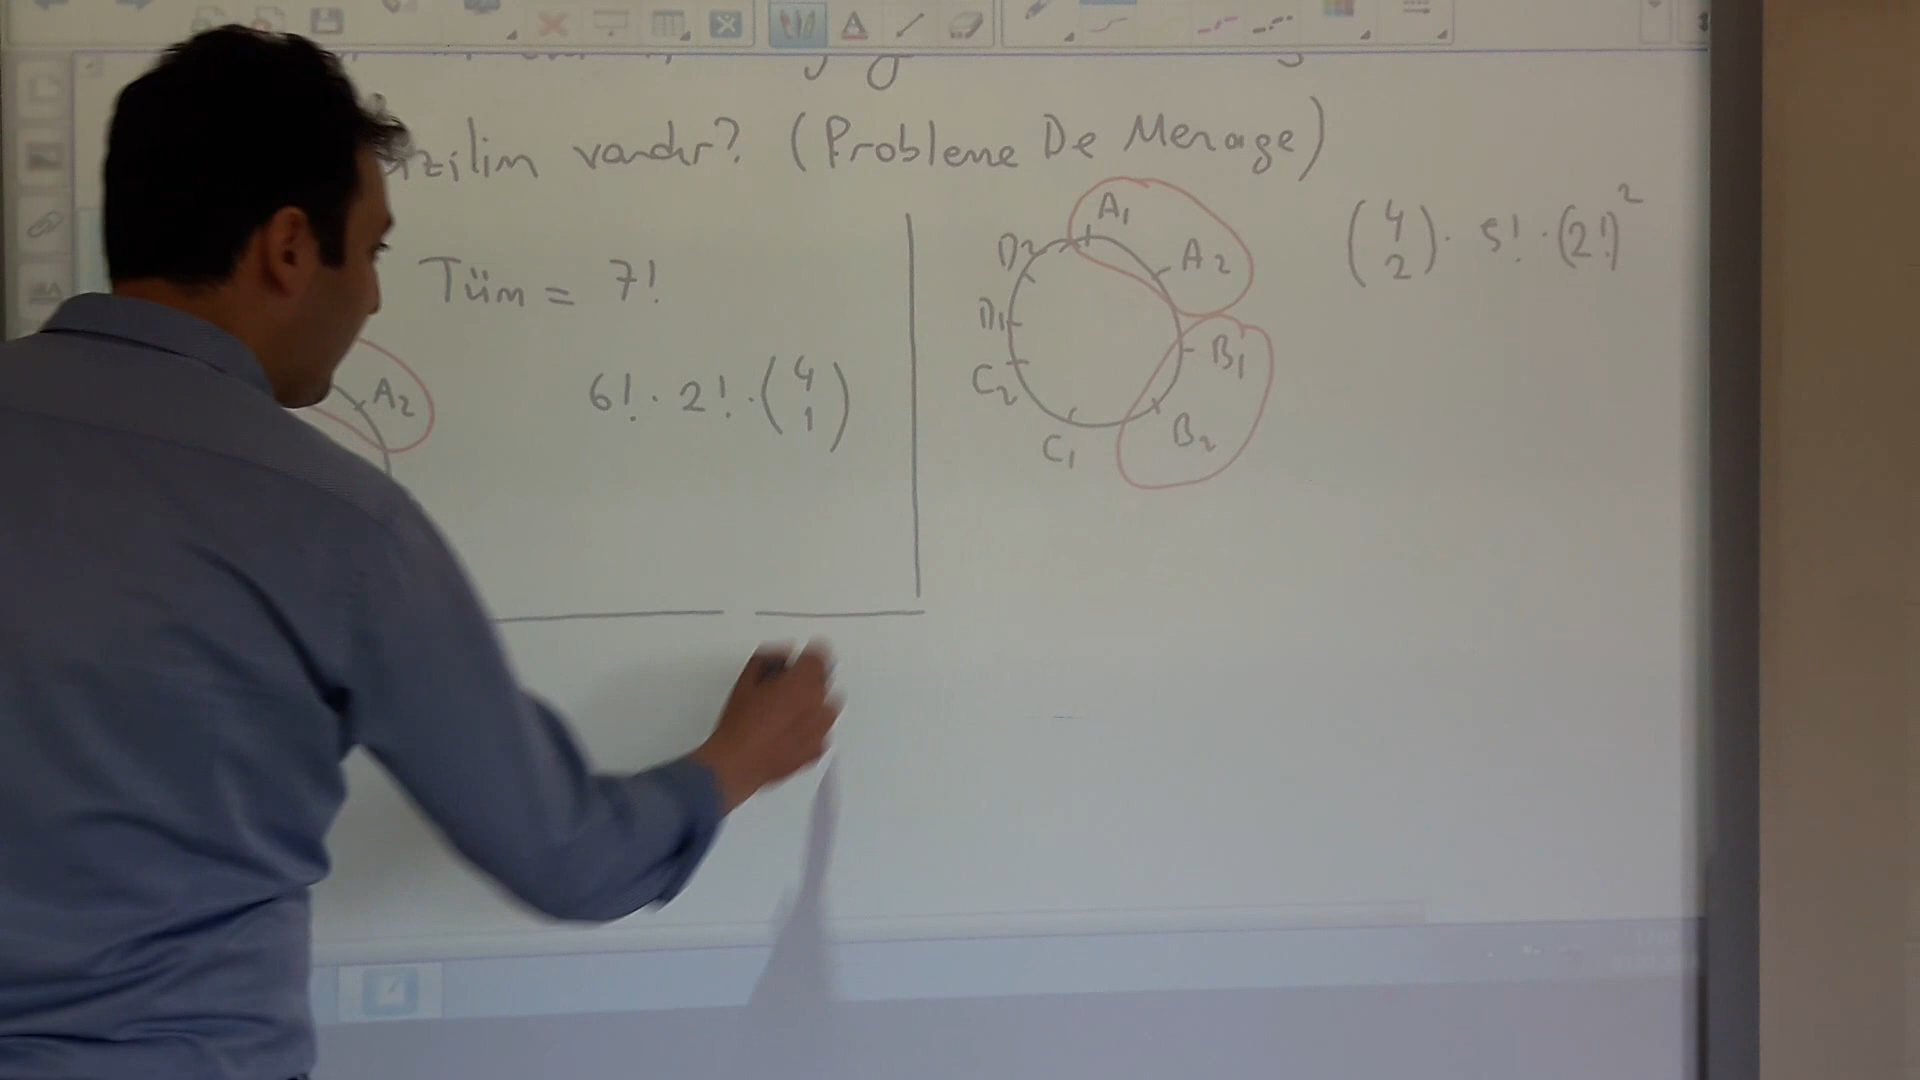 zilim vardır? (Probleme De Menage)
Tüm = 7!
6! . 2! . (4 1)
A2
A1
A2
B1
B2
C1
C2
D1
D2
(4 2) . 5! . (2!)²